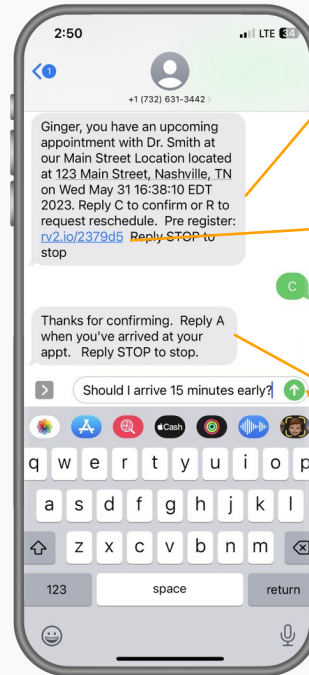 2:50 LTE 34
1
+1 (732) 631-3442 >
Ginger, you have an upcoming
appointment with Dr. Smith at
our Main Street Location located
at 123 Main Street, Nashville, TN
on Wed May 31 16:38:10 EDT
2023. Reply C to confirm or R to
request reschedule.  Pre register:
rv2.io/2379d5  Reply STOP to
stop
C
Thanks for confirming.  Reply A
when you've arrived at your
appt.  Reply STOP to stop.
Should I arrive 15 minutes early?
Cash
q w e r t y u i o p
a s d f g h j k l
z x c v b n m
123 space return